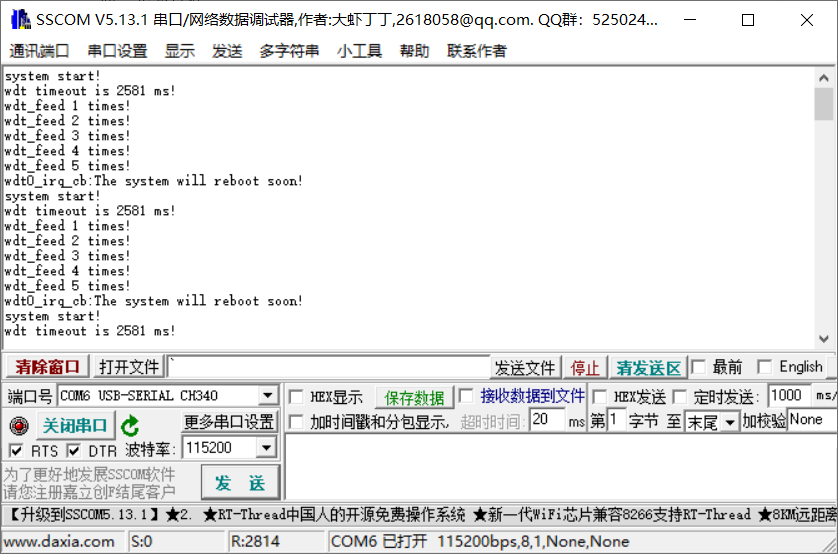 SSCOM V5.13.1 串口/网络数据调试器,作者:大虾丁丁,2618058@qq.com. QQ群: 525024...
通讯端口 串口设置 显示 发送 多字符串 小工具 帮助 联系作者
system start!
wdt timeout is 2581 ms!
wdt_feed 1 times!
wdt_feed 2 times!
wdt_feed 3 times!
wdt_feed 4 times!
wdt_feed 5 times!
wdt0_irq_cb:The system will reboot soon!
system start!
wdt timeout is 2581 ms!
wdt_feed 1 times!
wdt_feed 2 times!
wdt_feed 3 times!
wdt_feed 4 times!
wdt_feed 5 times!
wdt0_irq_cb:The system will reboot soon!
system start!
wdt timeout is 2581 ms!
清除窗口 打开文件 ` 发送文件 停止 清发送区 最前 English
端口号 COM6 USB-SERIAL CH340 HEX显示 保存数据 接收数据到文件 HEX发送 定时发送: 1000 ms/
关闭串口 更多串口设置 加时间戳和分包显示, 超时时间: 20 ms 第 1 字节 至 末尾 加校验 None
RTS DTR 波特率: 115200
为了更好地发展SSCOM软件
请您注册嘉立创F结尾客户
发 送
【升级到SSCOM5.13.1】★2. ★RT-Thread中国人的开源免费操作系统 ★新一代WiFi芯片兼容8266支持RT-Thread ★8KM远距离
www.daxia.com S:0 R:2814 COM6 已打开 115200bps,8,1,None,None